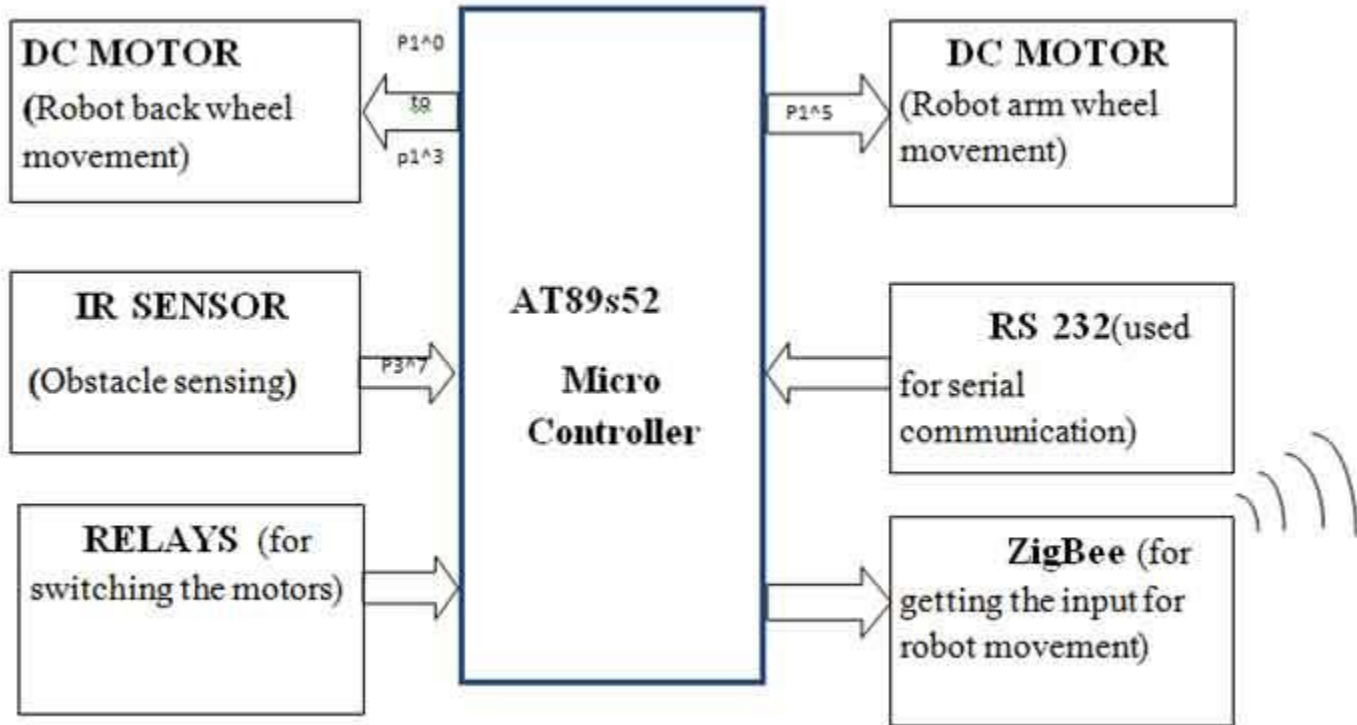 DC MOTOR
(Robot back wheel
movement)
P1^0
to
p1^3
DC MOTOR
(Robot arm wheel
movement)
P1^5
IR SENSOR
(Obstacle sensing)
P3^7
AT89s52
Micro
Controller
RS 232(used
for serial
communication)
RELAYS (for
switching the motors)
ZigBee (for
getting the input for
robot movement)